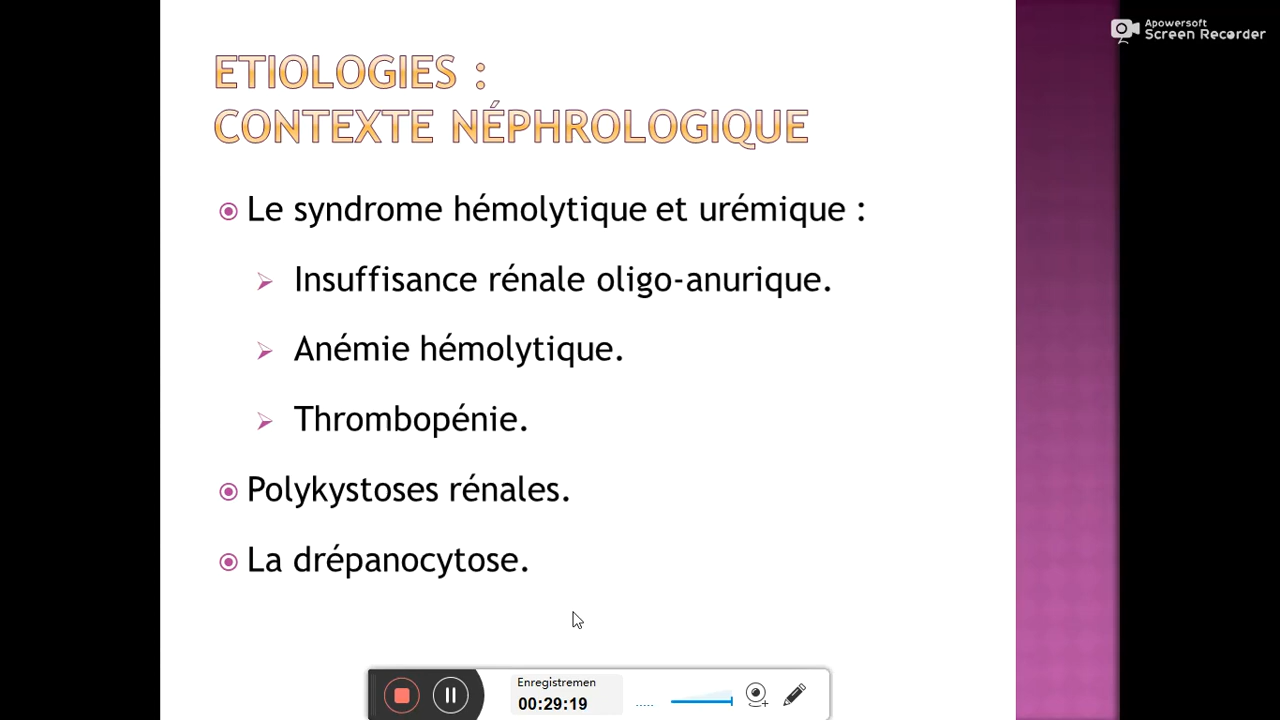 Apowersoft
Screen Recorder
ETIOLOGIES :
CONTEXTE NÉPHROLOGIQUE
Le syndrome hémolytique et urémique :
Insuffisance rénale oligo-anurique.
Anémie hémolytique.
Thrombopénie.
Polykystoses rénales.
La drépanocytose.
Enregistremen
00:29:19